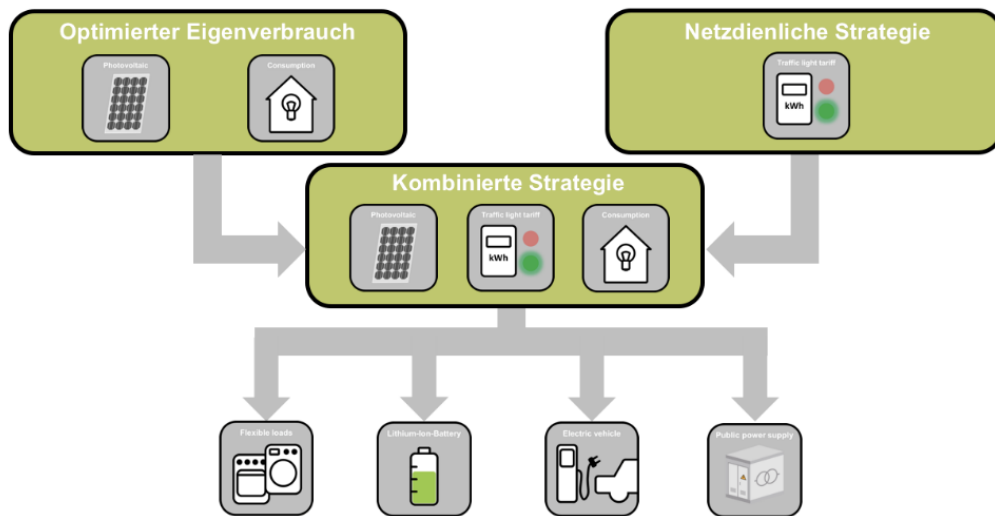 Optimierter Eigenverbrauch
Photovoltaic
Consumption
Netzdienliche Strategie
Traffic light tariff
kWh
Kombinierte Strategie
Photovoltaic
Traffic light tariff
kWh
Consumption
Flexible loads
Lithium-Ion-Battery
Electric vehicle
Public power supply